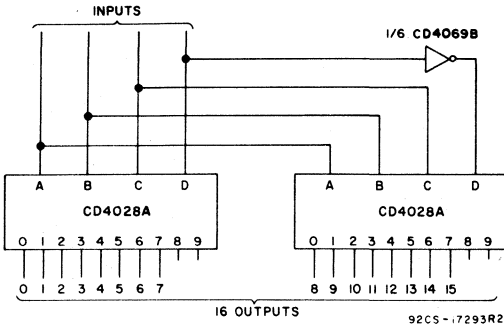 INPUTS
1/6 CD4069B
A B C D
A B C D
CD4028A
CD4028A
0 1 2 3 4 5 6 7 8 9
0 1 2 3 4 5 6 7 8 9
0 1 2 3 4 5 6 7
8 9 10 11 12 13 14 15
16 OUTPUTS
92CS-17293R2